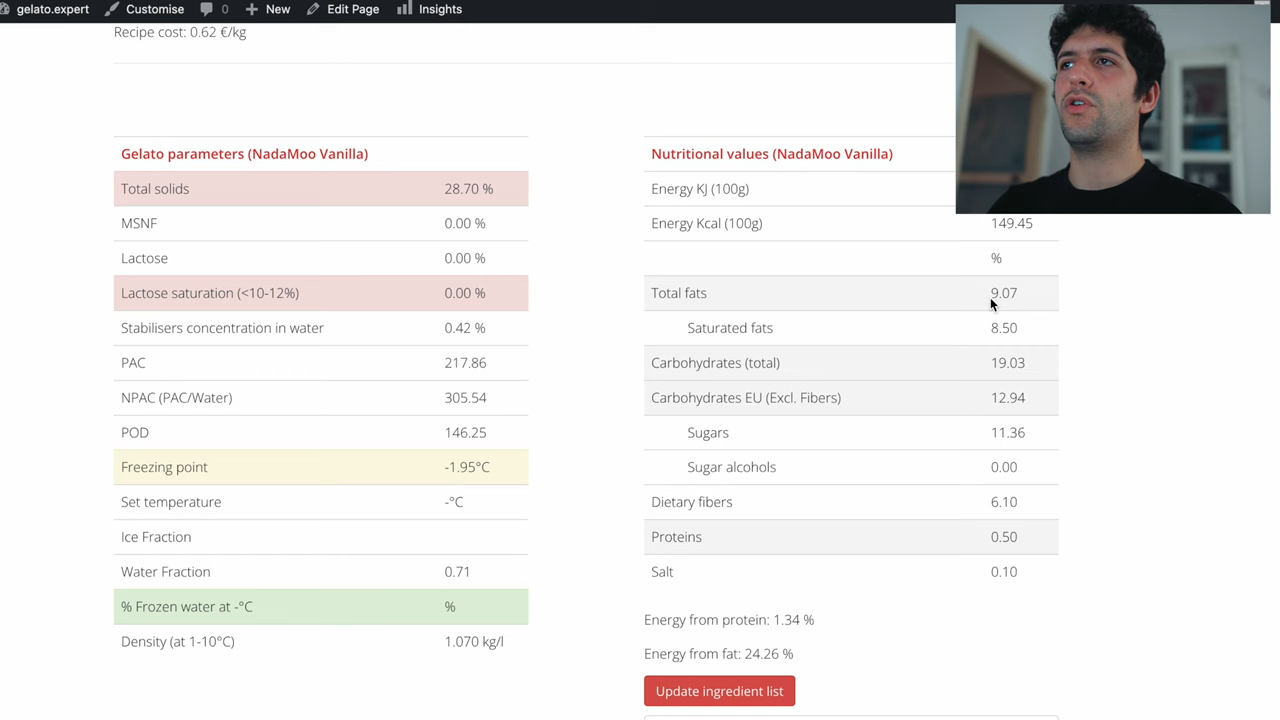 gelato.expert Customise 0 New Edit Page Insights
Recipe cost: 0.62 €/kg
Gelato parameters (NadaMoo Vanilla)
Total solids 28.70 %
MSNF 0.00 %
Lactose 0.00 %
Lactose saturation (<10-12%) 0.00 %
Stabilisers concentration in water 0.42 %
PAC 217.86
NPAC (PAC/Water) 305.54
POD 146.25
Freezing point -1.95°C
Set temperature -°C
Ice Fraction
Water Fraction 0.71
% Frozen water at -°C %
Density (at 1-10°C) 1.070 kg/l
Nutritional values (NadaMoo Vanilla)
Energy KJ (100g)
Energy Kcal (100g) 149.45
%
Total fats 9.07
Saturated fats 8.50
Carbohydrates (total) 19.03
Carbohydrates EU (Excl. Fibers) 12.94
Sugars 11.36
Sugar alcohols 0.00
Dietary fibers 6.10
Proteins 0.50
Salt 0.10
Energy from protein: 1.34 %
Energy from fat: 24.26 %
Update ingredient list